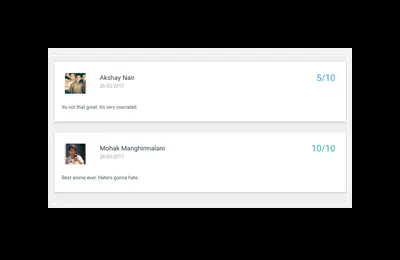 Akshay Nair
5/10
26-03-2017
Its not that great. Its very overrated.
Mohak Manghirmalani
10/10
26-03-2017
Best anime ever. Haters gonna hate.